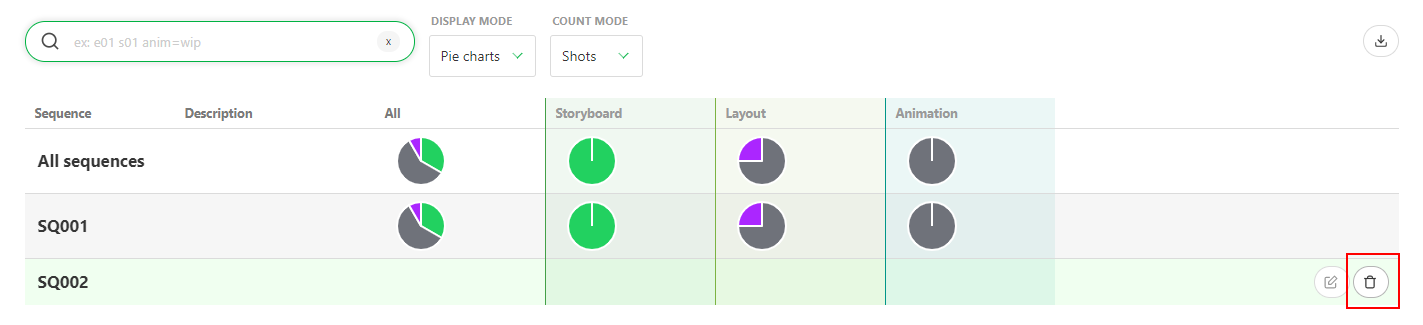 DISPLAY MODE COUNT MODE
ex: e01 s01 anim=wip x Pie charts Shots
Sequence Description All Storyboard Layout Animation
All sequences
SQ001
SQ002